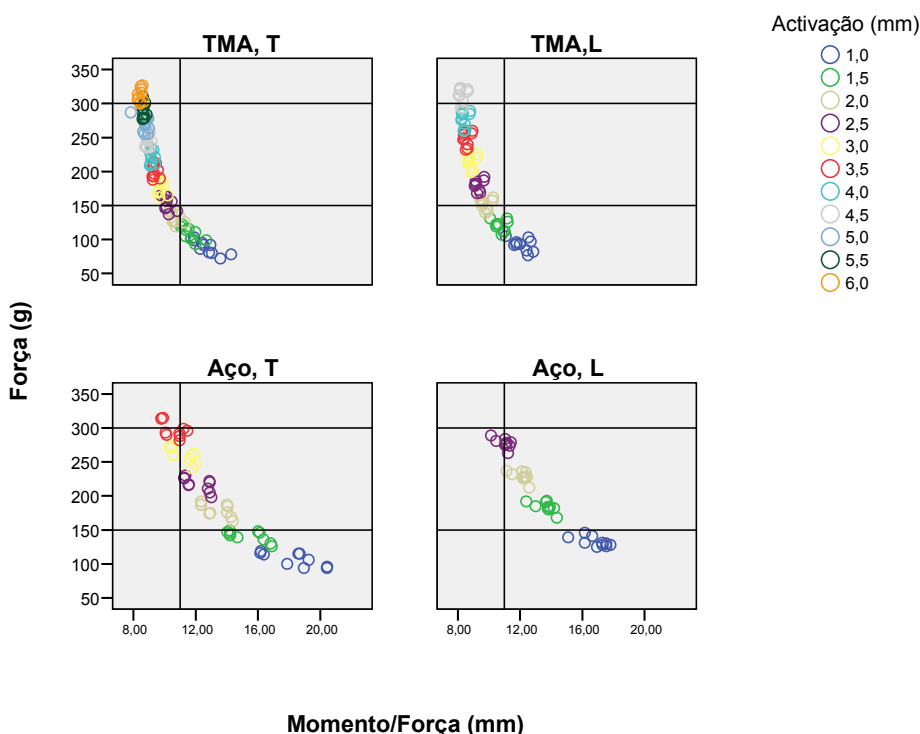 TMA, T
TMA,L
Activação (mm)
1,0
1,5
2,0
2,5
3,0
3,5
4,0
4,5
5,0
5,5
6,0
350
300
250
200
150
100
50
Força (g)
Aço, T
Aço, L
350
300
250
200
150
100
50
8,00 12,00 16,00 20,00
8,00 12,00 16,00 20,00
Momento/Força (mm)